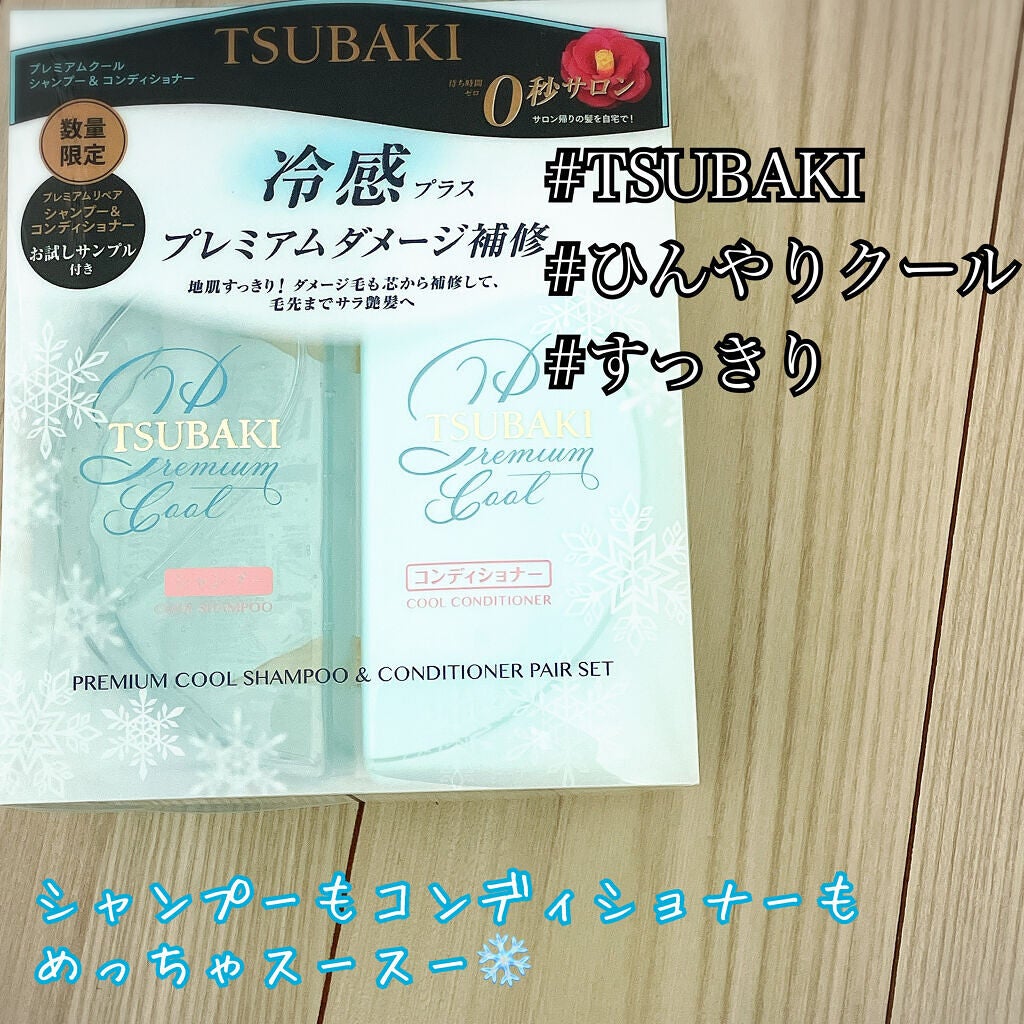 TSUBAKI
プレミアムクール
シャンプー& コンディショナー
待ち時間
ゼロ
0秒サロン
サロン帰りの髪を自宅で!
数量
限定
プレミアムリペア
シャンプー&
コンディショナー
お試しサンプル
付き
冷感プラス
プレミアムダメージ補修
地肌すっきり! ダメージ毛も芯から補修して、
毛先までサラ艶髪へ
#TSUBAKI
#ひんやりクール
#すっきり
TSUBAKI
Premium
Cool
シャンプー
COOL SHAMPOO
TSUBAKI
Premium
Cool
コンディショナー
COOL CONDITIONER
PREMIUM COOL SHAMPOO & CONDITIONER PAIR SET
シャンプーもコンディショナーも
めっちゃスースー❄️